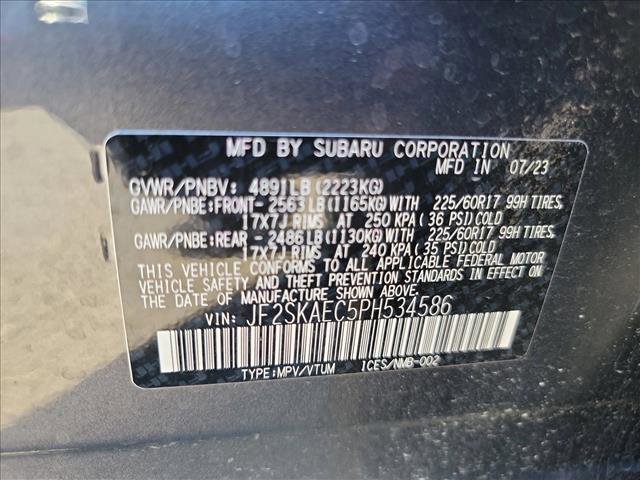 MFD BY SUBARU CORPORATION
MFD IN 07/23
GVWR/PNBV: 4891LB(2223KG)
GAWR/PNBE:FRONT- 2563LB(1165KG)WITH 225/60R17 99H TIRES,
17X7J RIMS AT 250 KPA(36 PSI)COLD
GAWR/PNBE:REAR - 2486LB(1130KG)WITH 225/60R17 99H TIRES,
17X7J RIMS AT 240 KPA(35 PSI)COLD
THIS VEHICLE CONFORMS TO ALL APPLICABLE FEDERAL MOTOR
VEHICLE SAFETY AND THEFT PREVENTION STANDARDS IN EFFECT
ON THE DATE OF MANUFACTURE SHOWN ABOVE.
VIN: JF2SKAEC5PH534586
TYPE:MPV/VTUM ICES/NMB-002